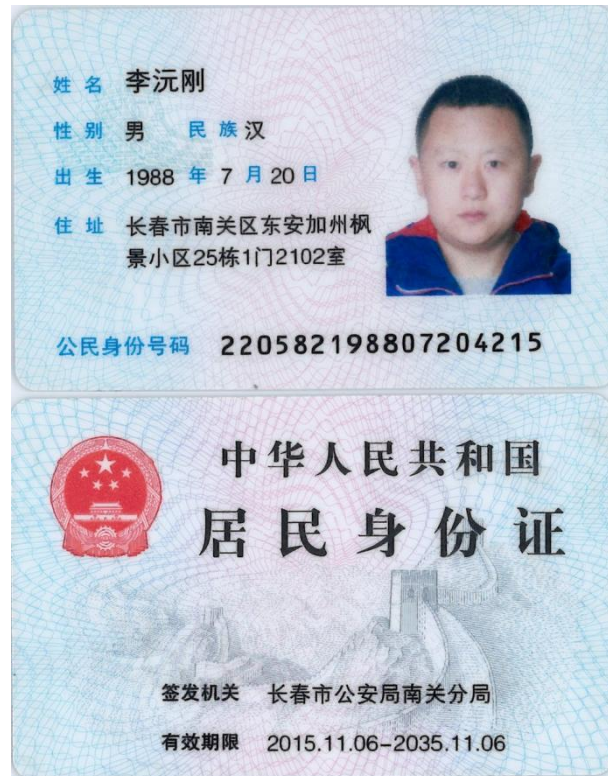 姓 名 李沅刚
性 别 男 民 族 汉
出 生 1988 年 7 月 20 日
住 址 长春市南关区东安加州枫
景小区25栋1门2102室
公民身份号码 220582198807204215
中华人民共和国
居民身份证
签发机关 长春市公安局南关分局
有效期限 2015.11.06-2035.11.06